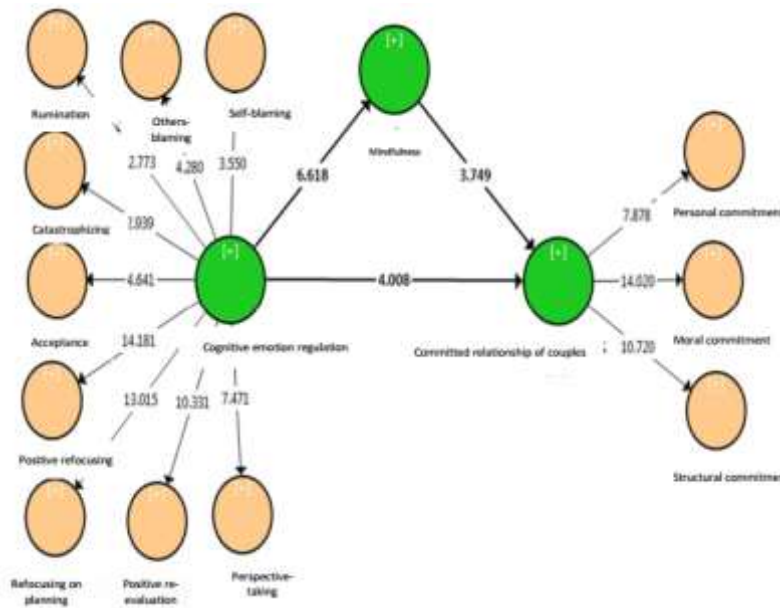 [+]
[+]
[+]
[+]
Rumination
Others-
blaming
Self-blaming
Mindfulness
2.773
4.280
3.550
6.618
3.749
[+]
[+]
Catastrophizing
.939
7.878
Personal commitment
[+]
[+]
[+]
[+]
4.641
4.008
14.020
Acceptance
14.181
Cognitive emotion regulation
Committed relationship of couples
10.720
Moral commitment
[+]
[+]
13.015
10.331
7.471
Positive refocusing
Structural commitme
[+]
[+]
[+]
Refocusing on
planning
Positive re-
evaluation
Perspective-
taking